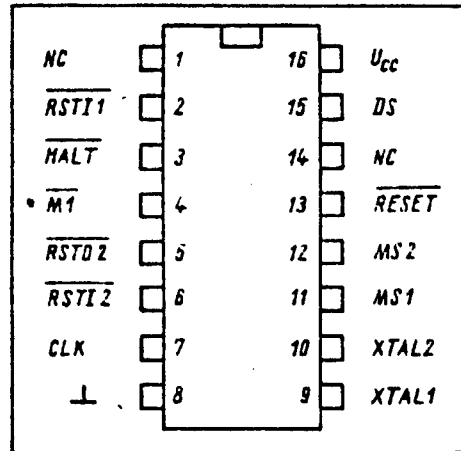 NC 1 16 UCC
RSTI1 2 15 DS
HALT 3 14 NC
M1 4 13 RESET
RSTO2 5 12 MS2
RSTI2 6 11 MS1
CLK 7 10 XTAL2
⊥ 8 9 XTAL1